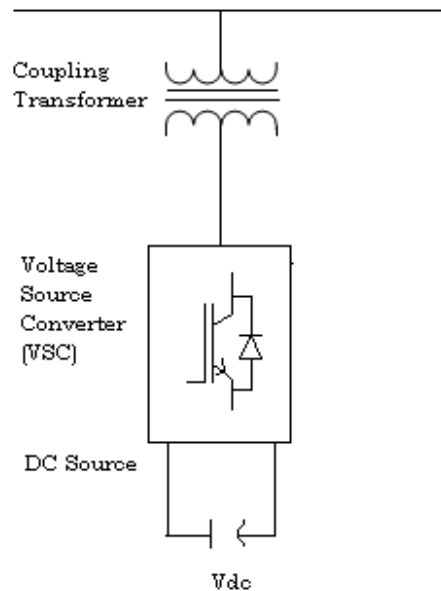 Coupling
Transformer
Voltage
Source
Converter
(VSC)
DC Source
Vdc